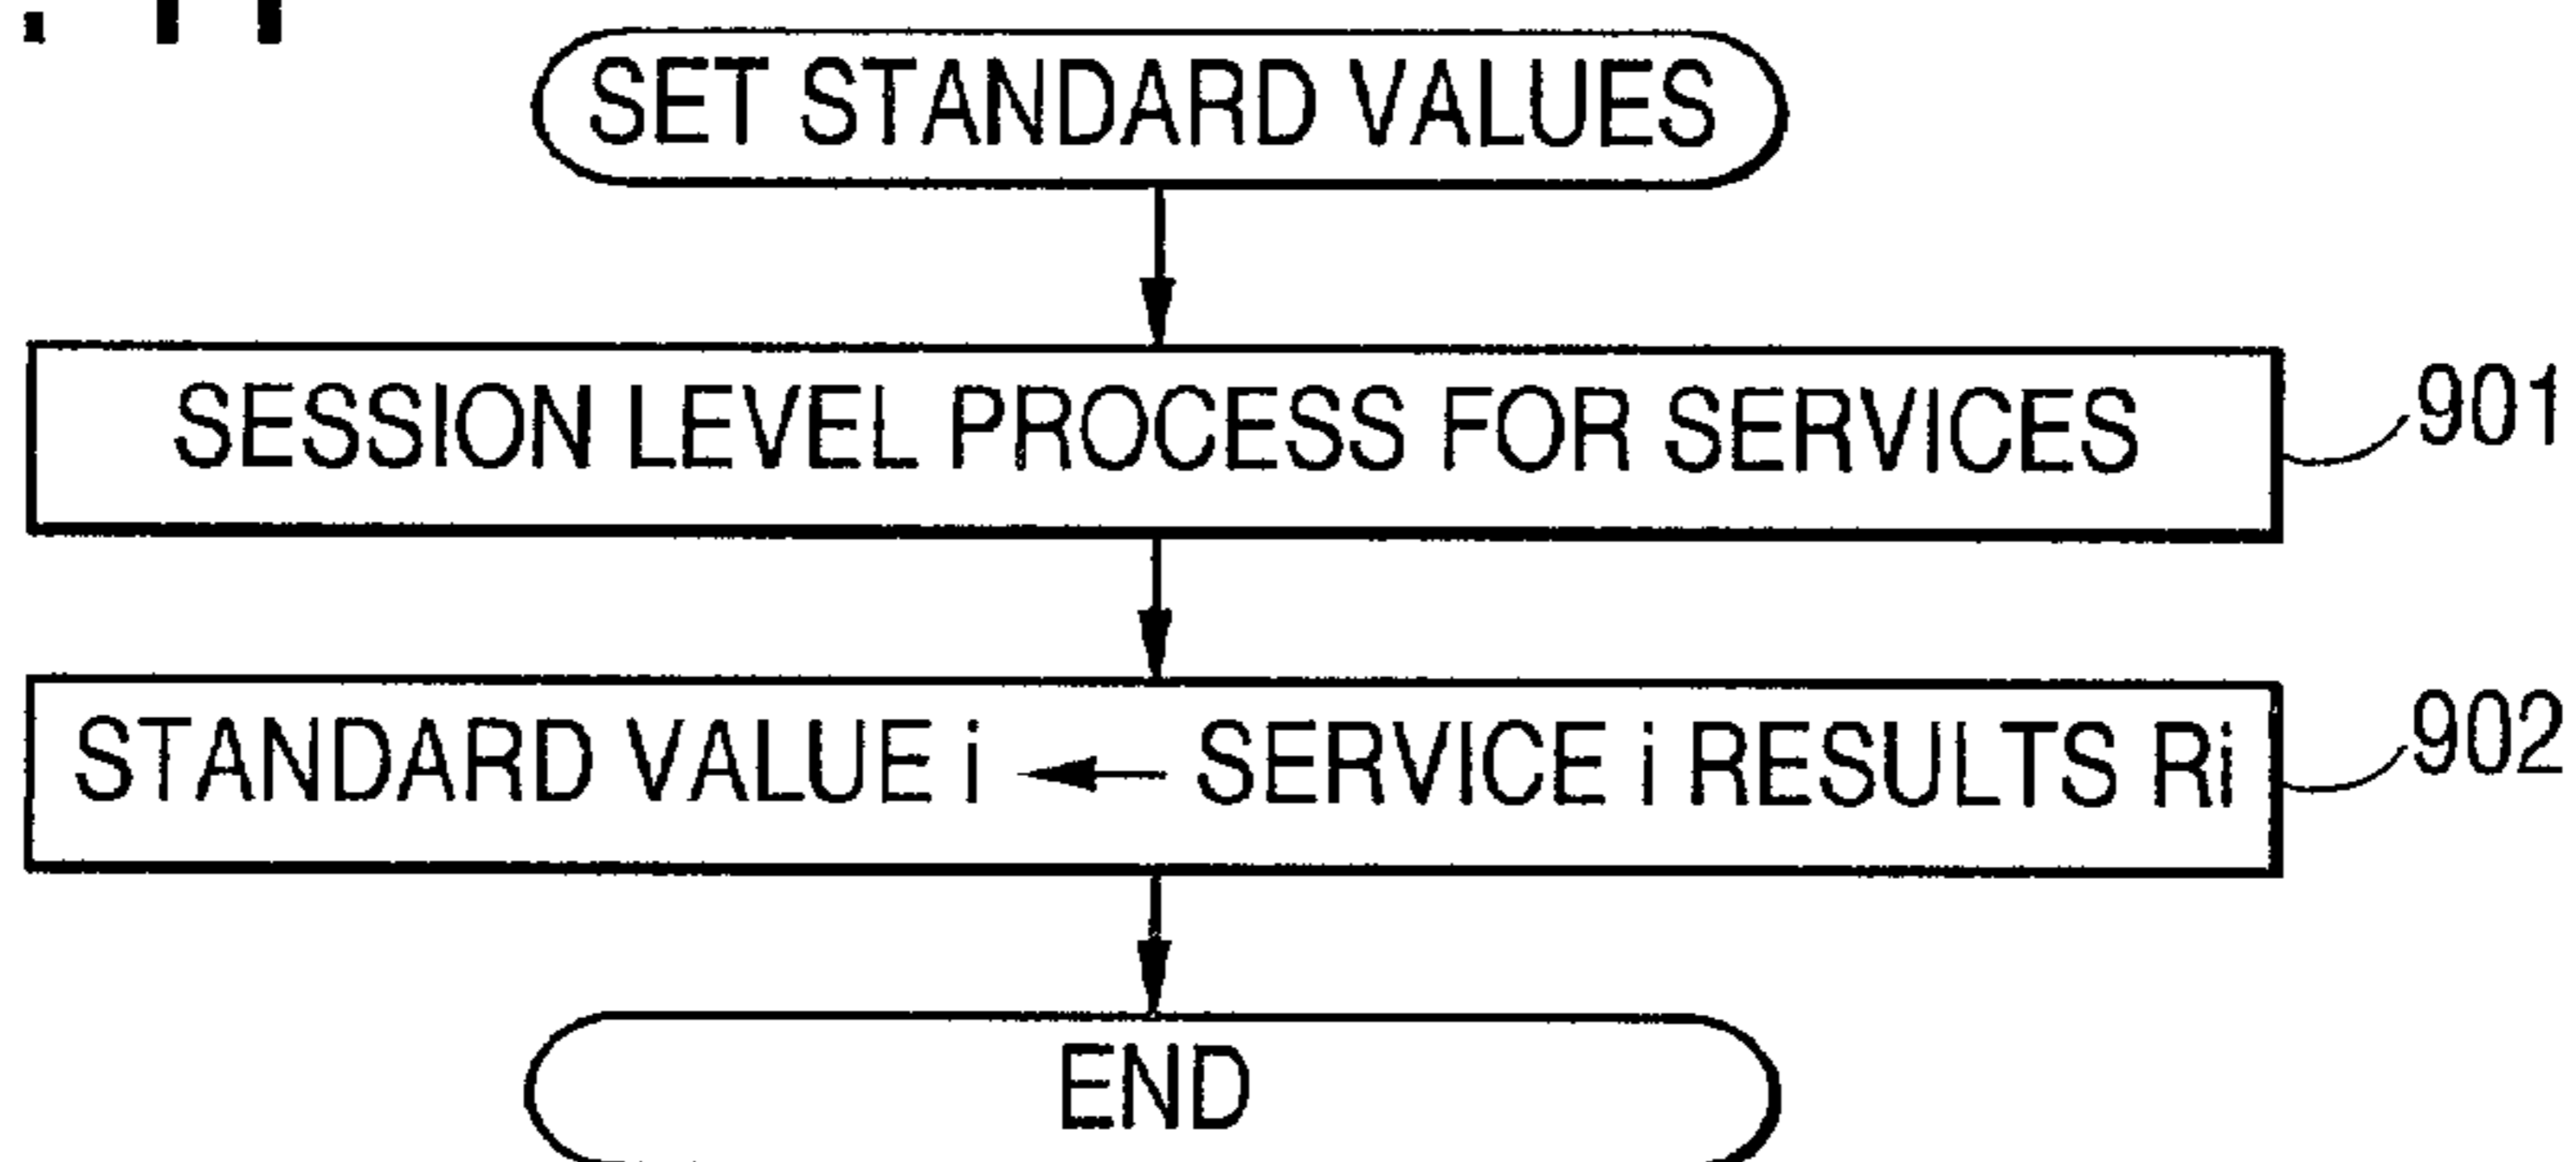 SET STANDARD VALUES
SESSION LEVEL PROCESS FOR SERVICES
901
STANDARD VALUE i ← SERVICE i RESULTS Ri
902
END